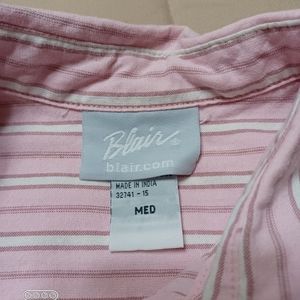 Blair®
blair.com
MADE IN INDIA
32741 - 15
MED